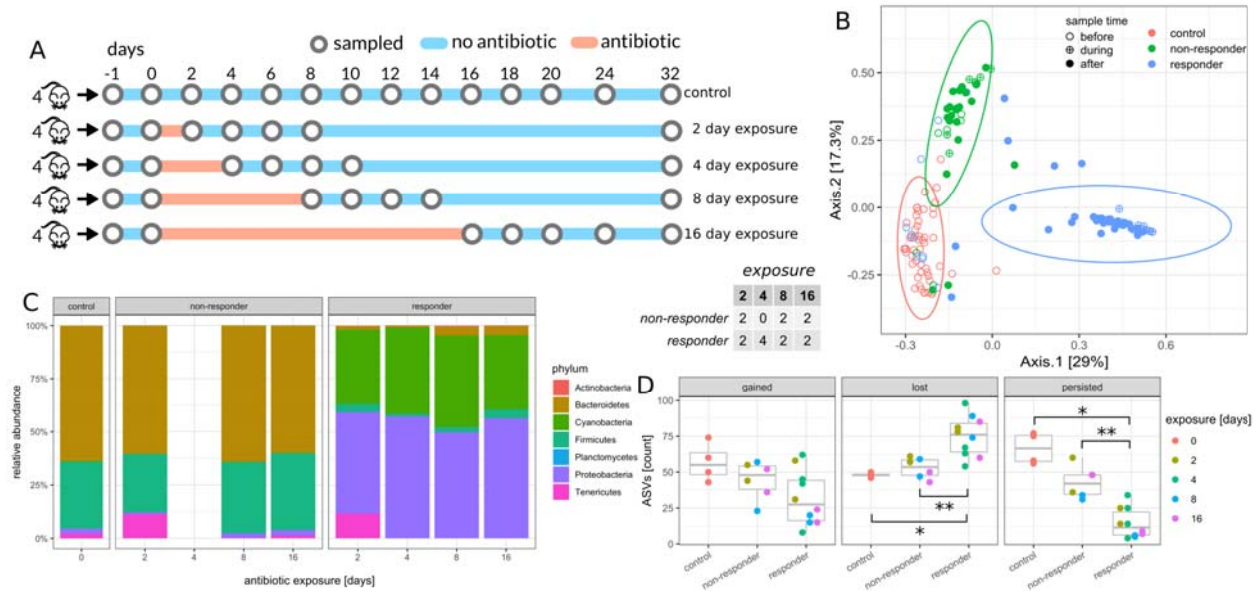 A
days
sampled no antibiotic antibiotic
-1 0 2 4 6 8 10 12 14 16 18 20 24 32
4 control
4 2 day exposure
4 4 day exposure
4 8 day exposure
4 16 day exposure
B
sample time
before
during
after
control
non-responder
responder
Axis.2 [17.3%]
0.50
0.25
0.00
-0.25
-0.3 0.0 0.3 0.6
Axis.1 [29%]
exposure
2 4 8 16
non-responder 2 0 2 2
responder 2 4 2 2
C
control non-responder responder
relative abundance
100%
75%
50%
25%
0%
0 2 4 8 16 2 4 8 16
antibiotic exposure [days]
phylum
Actinobacteria
Bacteroidetes
Cyanobacteria
Firmicutes
Planctomycetes
Proteobacteria
Tenericutes
D
gained lost persisted
ASVs [count]
100
75
50
25
0
* ** ** *
control non-responder responder control non-responder responder control non-responder responder
exposure [days]
0
2
4
8
16